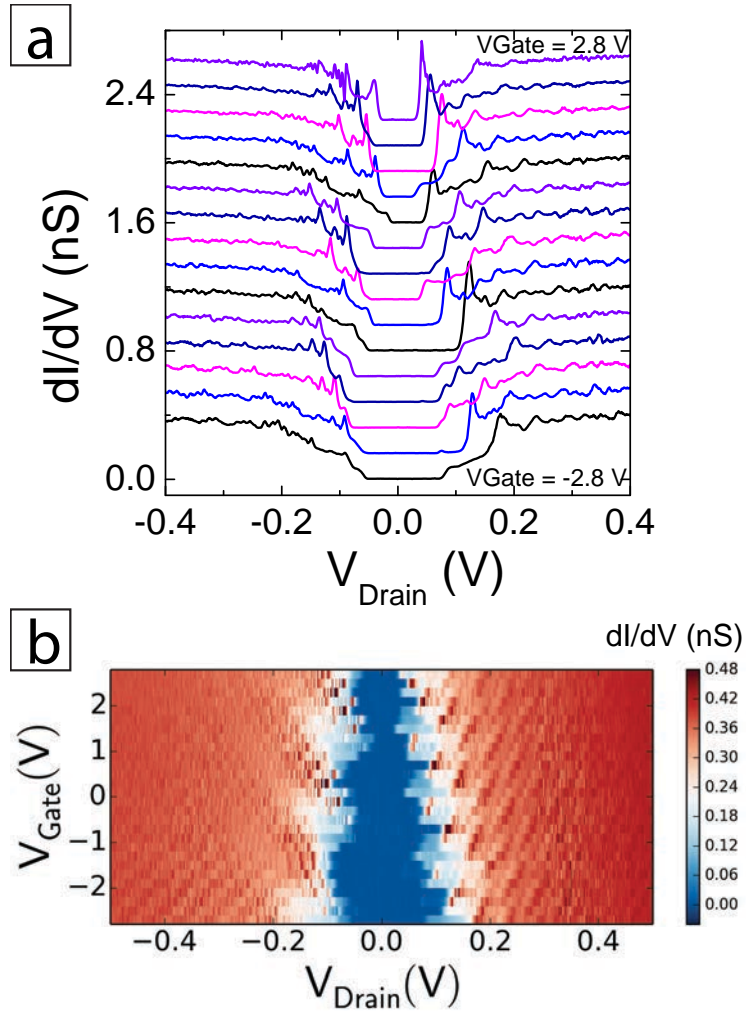 a
VGate = 2.8 V
2.4
1.6
0.8
0.0
dI/dV (nS)
VGate = -2.8 V
-0.4 -0.2 0.0 0.2 0.4
V_Drain (V)
b
dI/dV (nS)
2
1
0
−1
−2
V_Gate(V)
0.48
0.42
0.36
0.30
0.24
0.18
0.12
0.06
0.00
−0.4 −0.2 0.0 0.2 0.4
V_Drain(V)